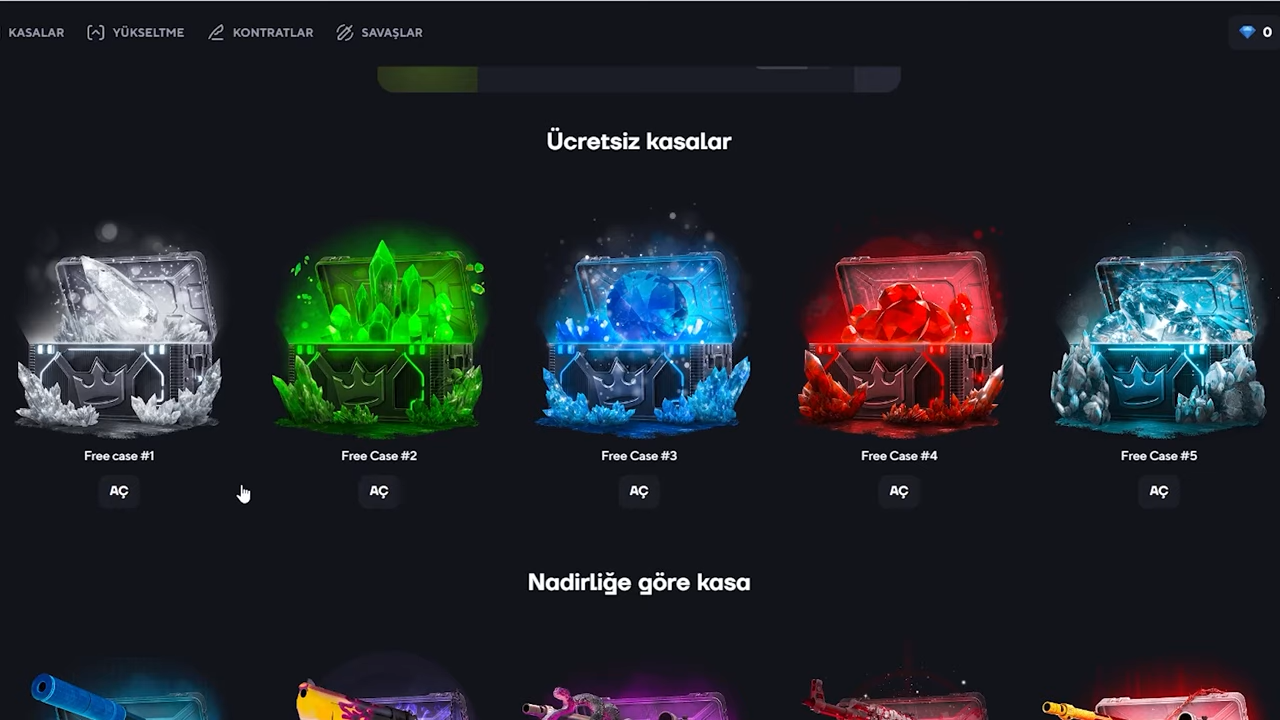 KASALAR YÜKSELTME KONTRATLAR SAVAŞLAR 0
Ücretsiz kasalar
Free case #1 Free Case #2 Free Case #3 Free Case #4 Free Case #5
AÇ AÇ AÇ AÇ AÇ
Nadirliğe göre kasa